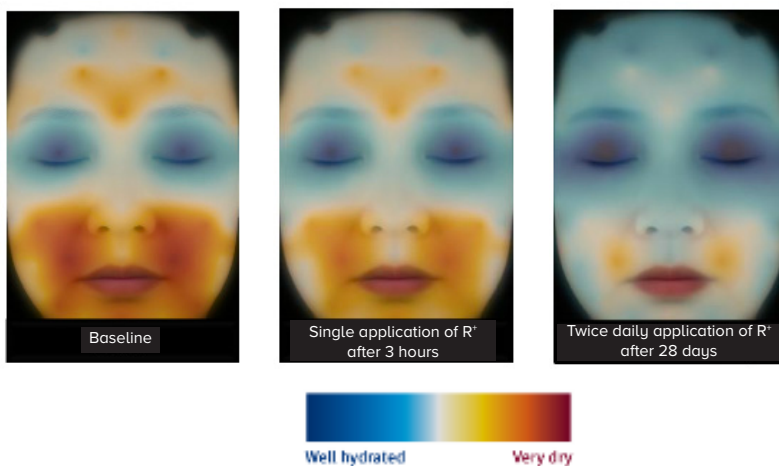 Baseline
Single application of R⁺
after 3 hours
Twice daily application of R⁺
after 28 days
Well hydrated
Very dry